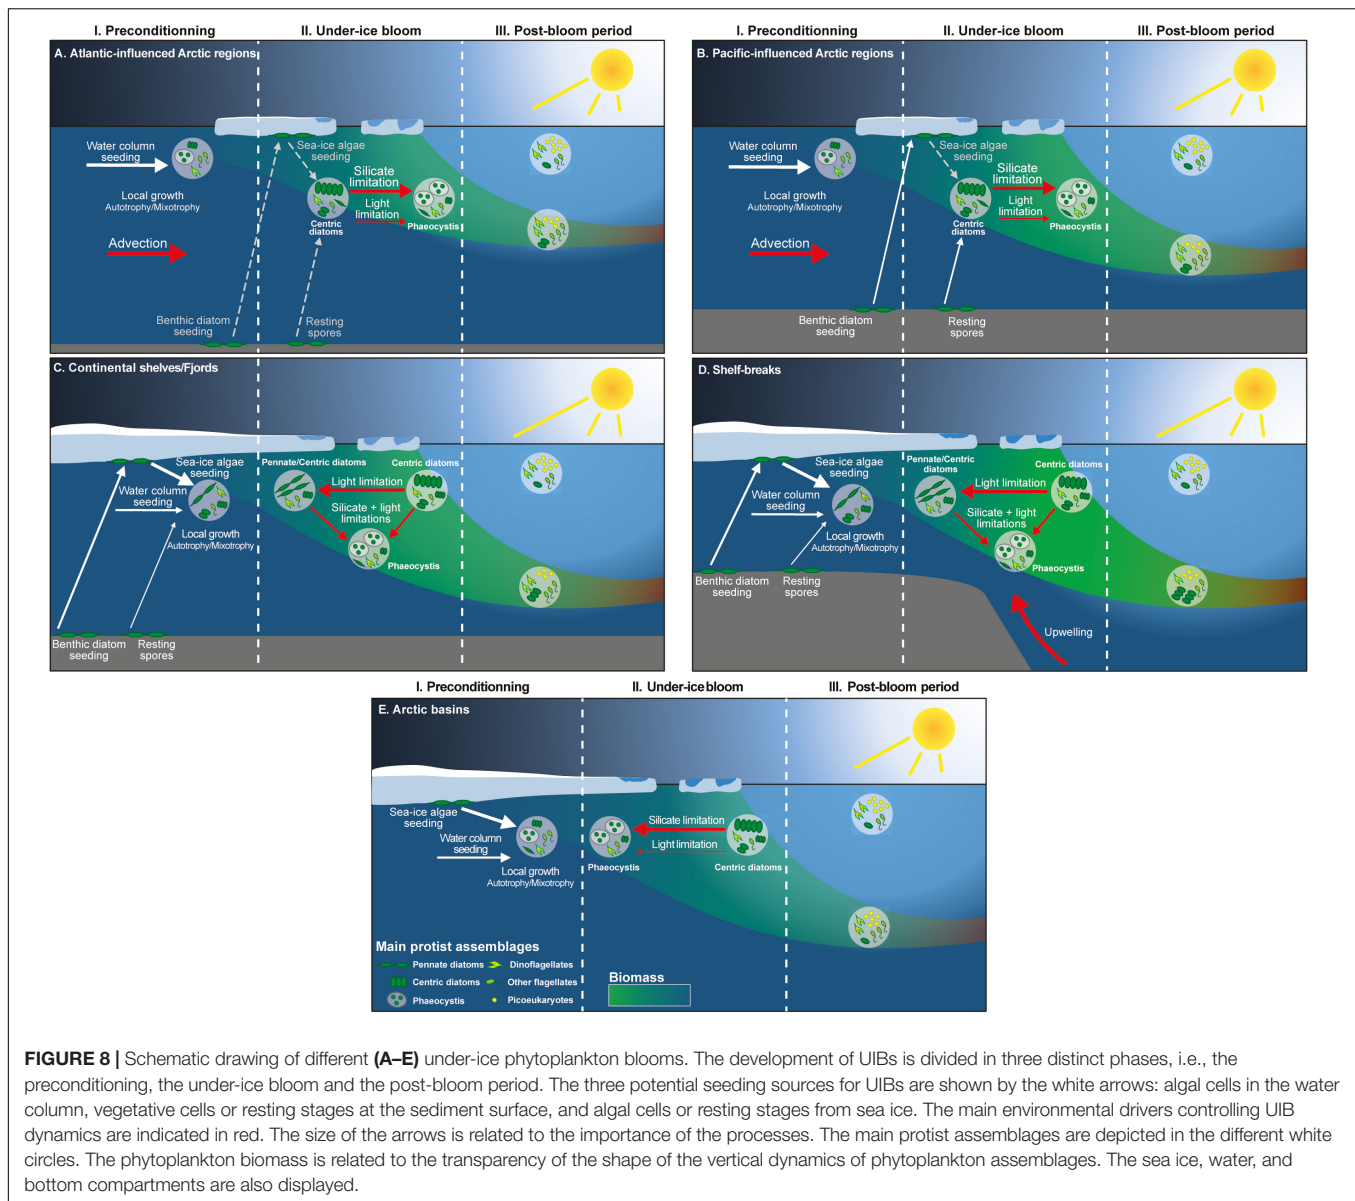 I. Preconditionning
II. Under-ice bloom
III. Post-bloom period
A. Atlantic-influenced Arctic regions
Water column
seeding
Local growth
Autotrophy/Mixotrophy
Advection
Sea-ice algae
seeding
Silicate
limitation
Light
limitation
Centric
diatoms
Phaeocystis
Benthic diatom
seeding
Resting
spores
I. Preconditionning
II. Under-ice bloom
III. Post-bloom period
B. Pacific-influenced Arctic regions
Water column
seeding
Local growth
Autotrophy/Mixotrophy
Advection
Sea-ice algae
seeding
Silicate
limitation
Light
limitation
Centric
diatoms
Phaeocystis
Benthic diatom
seeding
Resting
spores
C. Continental shelves/Fjords
Sea-ice algae
seeding
Water column
seeding
Local growth
Autotrophy/Mixotrophy
Pennate/Centric diatoms
Centric diatoms
Light limitation
Silicate + light
limitations
Phaeocystis
Benthic diatom
seeding
Resting
spores
D. Shelf-breaks
Sea-ice algae
seeding
Water column
seeding
Local growth
Autotrophy/Mixotrophy
Pennate/Centric
diatoms
Centric diatoms
Light limitation
Silicate + light
limitations
Phaeocystis
Benthic diatom
seeding
Resting
spores
Upwelling
I. Preconditionning
II. Under-ice bloom
III. Post-bloom period
E. Arctic basins
Sea-ice algae
seeding
Water column
seeding
Local growth
Autotrophy/Mixotrophy
Silicate limitation
Light limitation
Phaeocystis
Centric diatoms
Main protist assemblages
Pennate diatoms
Dinoflagellates
Centric diatoms
Other flagellates
Phaeocystis
Picoeukaryotes
Biomass
FIGURE 8 | Schematic drawing of different (A–E) under-ice phytoplankton blooms. The development of UIBs is divided in three distinct phases, i.e., the
preconditioning, the under-ice bloom and the post-bloom period. The three potential seeding sources for UIBs are shown by the white arrows: algal cells in the water
column, vegetative cells or resting stages at the sediment surface, and algal cells or resting stages from sea ice. The main environmental drivers controlling UIB
dynamics are indicated in red. The size of the arrows is related to the importance of the processes. The main protist assemblages are depicted in the different white
circles. The phytoplankton biomass is related to the transparency of the shape of the vertical dynamics of phytoplankton assemblages. The sea ice, water, and
bottom compartments are also displayed.